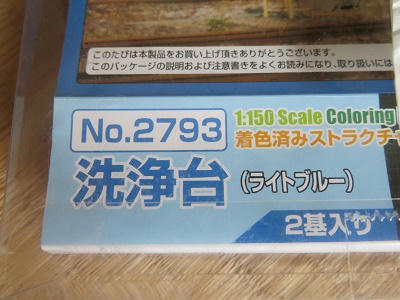 このたびは本製品をお買い上げ頂きありがとうございます。
このパッケージの説明および注意書きをよくお読みになり、取り扱いには
No.2793
1:150 Scale Coloring
着色済みストラクチャ
洗浄台
(ライトブルー)
2基入り